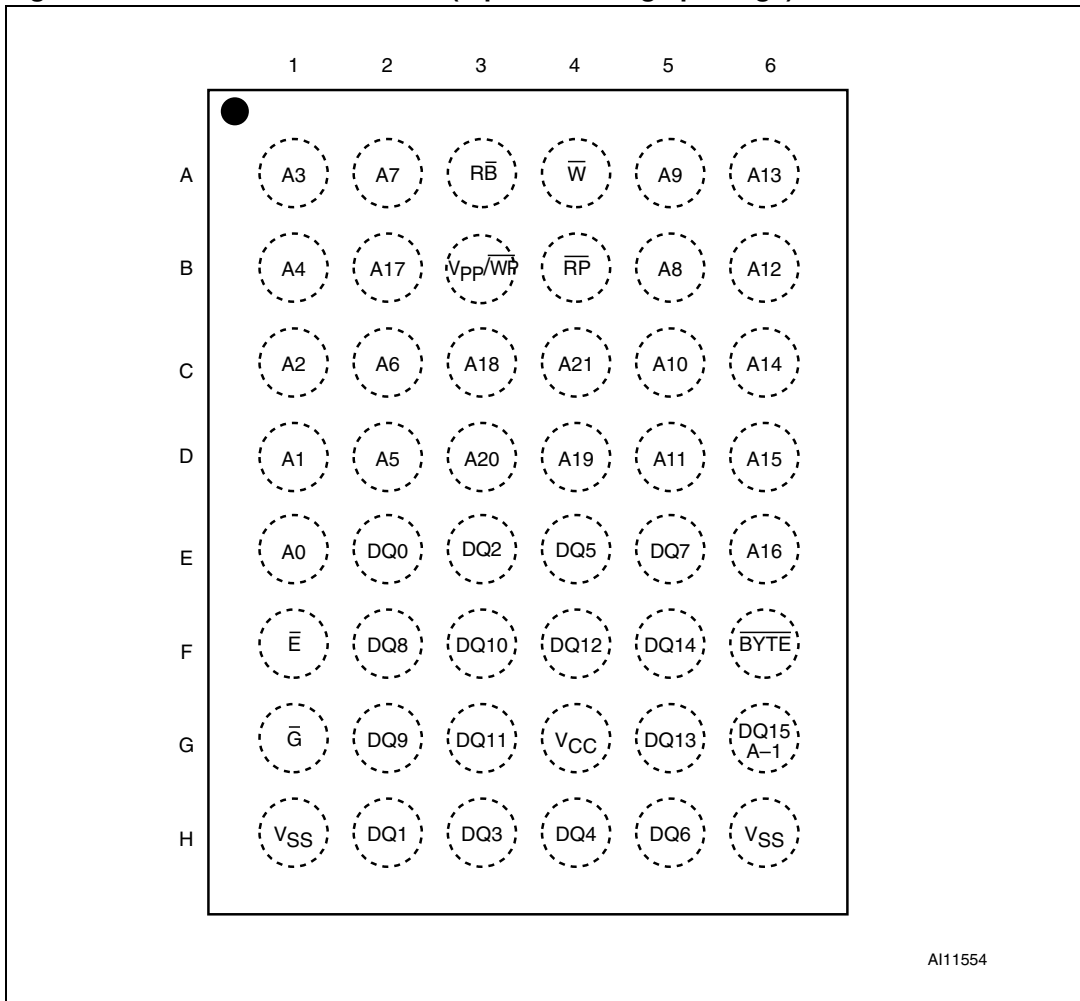 1 2 3 4 5 6
A A3 A7 RB̅ W̅ A9 A13
B A4 A17 VPP/W̅P̅ R̅P̅ A8 A12
C A2 A6 A18 A21 A10 A14
D A1 A5 A20 A19 A11 A15
E A0 DQ0 DQ2 DQ5 DQ7 A16
F E̅ DQ8 DQ10 DQ12 DQ14 B̅Y̅T̅E̅
G G̅ DQ9 DQ11 VCC DQ13 DQ15
A–1
H VSS DQ1 DQ3 DQ4 DQ6 VSS
AI11554